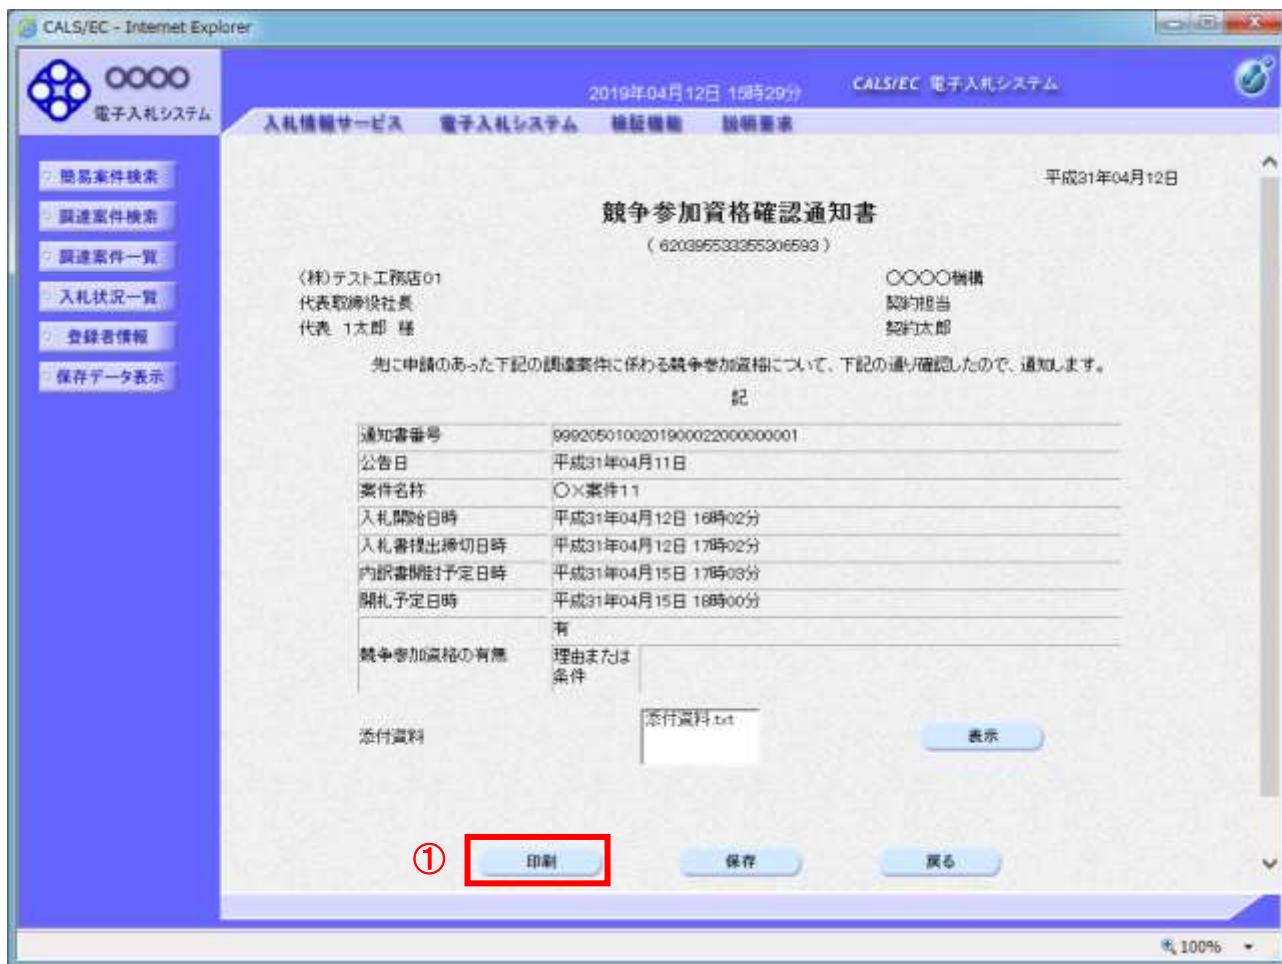 CALS/EC - Internet Explorer
○○○○
電子入札システム
2019年04月12日 15時29分
CALS/EC 電子入札システム
入札情報サービス 電子入札システム 検証機能 説明要求
簡易案件検索
調達案件検索
調達案件一覧
入札状況一覧
登録者情報
保存データ表示
平成31年04月12日
競争参加資格確認通知書
( 620395533355306593 )
(株)テスト工務店01
〇〇〇〇機構
代表取締役社長
契約担当
代表 1太郎 様
契約太郎
先に申請のあった下記の調達案件に係わる競争参加資格について、下記の通り確認したので、通知します。
記
通知書番号 99920501002019000220000000001
公告日 平成31年04月11日
案件名称 〇×案件11
入札開始日時 平成31年04月12日 16時02分
入札書提出締切日時 平成31年04月12日 17時02分
内訳書開封予定日時 平成31年04月15日 17時03分
開札予定日時 平成31年04月15日 18時00分
競争参加資格の有無 有
理由または
条件
添付資料 添付資料.txt 表示
① 印刷 保存 戻る
100%